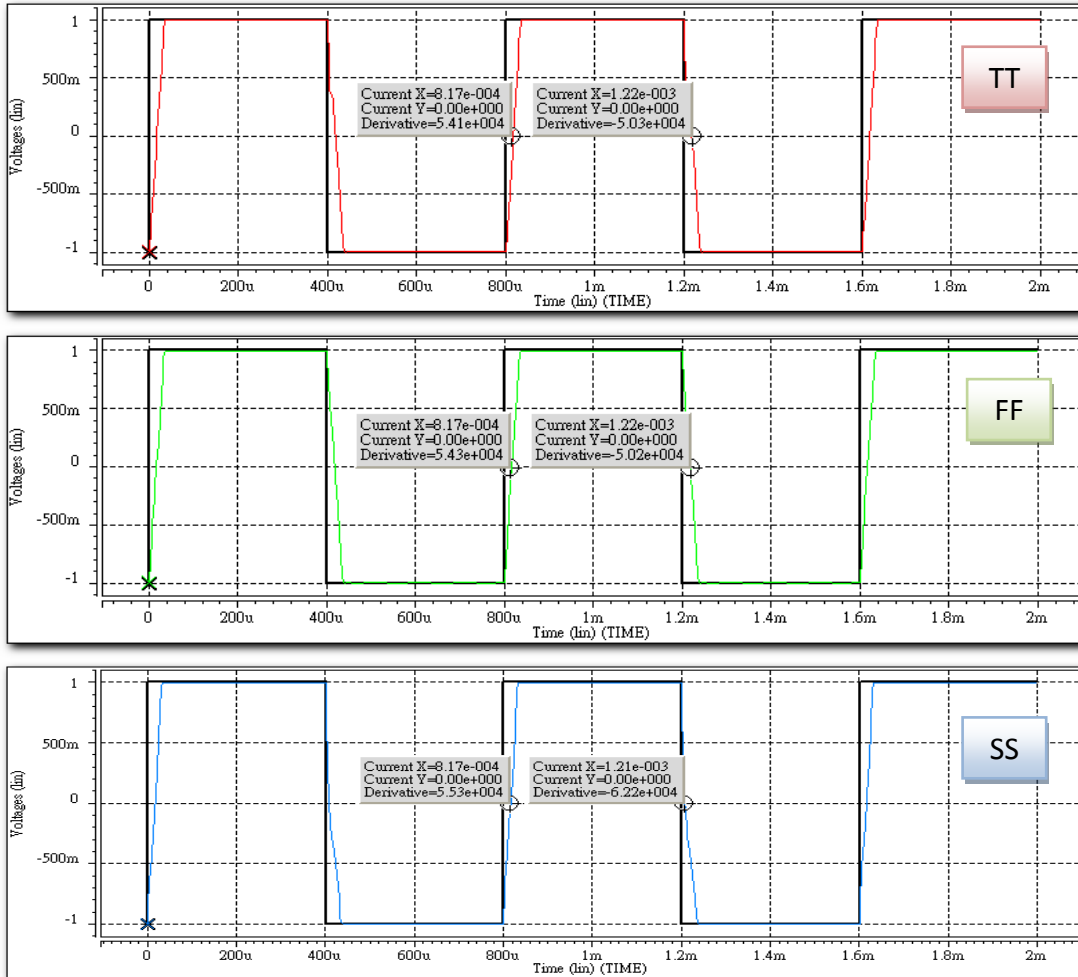 TT
Voltages (lin)
1
500m
0
-500m
-1
Current X=8.17e-004
Current Y=0.00e+000
Derivative=5.41e+004
Current X=1.22e-003
Current Y=0.00e+000
Derivative=-5.03e+004
0 200u 400u 600u 800u 1m 1.2m 1.4m 1.6m 1.8m 2m
Time (lin) (TIME)
FF
Voltages (lin)
1
500m
0
-500m
-1
Current X=8.17e-004
Current Y=0.00e+000
Derivative=5.43e+004
Current X=1.22e-003
Current Y=0.00e+000
Derivative=-5.02e+004
0 200u 400u 600u 800u 1m 1.2m 1.4m 1.6m 1.8m 2m
Time (lin) (TIME)
SS
Voltages (lin)
1
500m
0
-500m
-1
Current X=8.17e-004
Current Y=0.00e+000
Derivative=5.53e+004
Current X=1.21e-003
Current Y=0.00e+000
Derivative=-6.22e+004
0 200u 400u 600u 800u 1m 1.2m 1.4m 1.6m 1.8m 2m
Time (lin) (TIME)